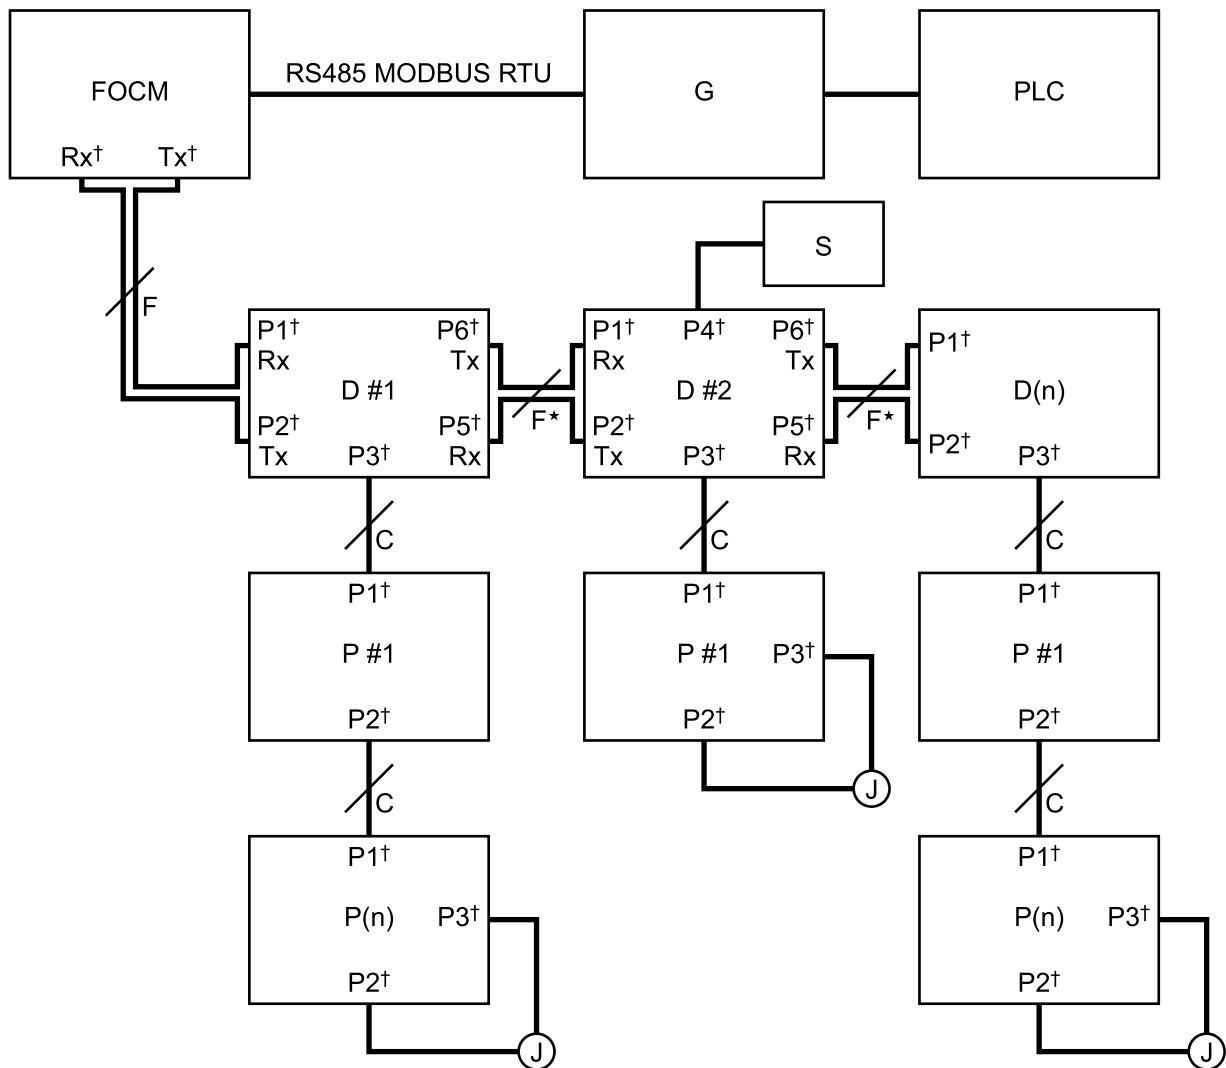 RS485 MODBUS RTU
FOCM
G
PLC
Rx† Tx†
S
F
P1† P6† P1† P4† P6† P1†
Rx Tx Rx Tx
D #1 D #2 D(n)
F★ F★
P2† P5† P2† P5† P2†
Tx P3† Rx Tx P3† Rx P3†
C C C
P1† P1† P1†
P #1 P #1 P3† P #1
P2† P2† P2†
J
C C
P1† P1†
P(n) P3† P(n) P3†
P2† P2†
J J